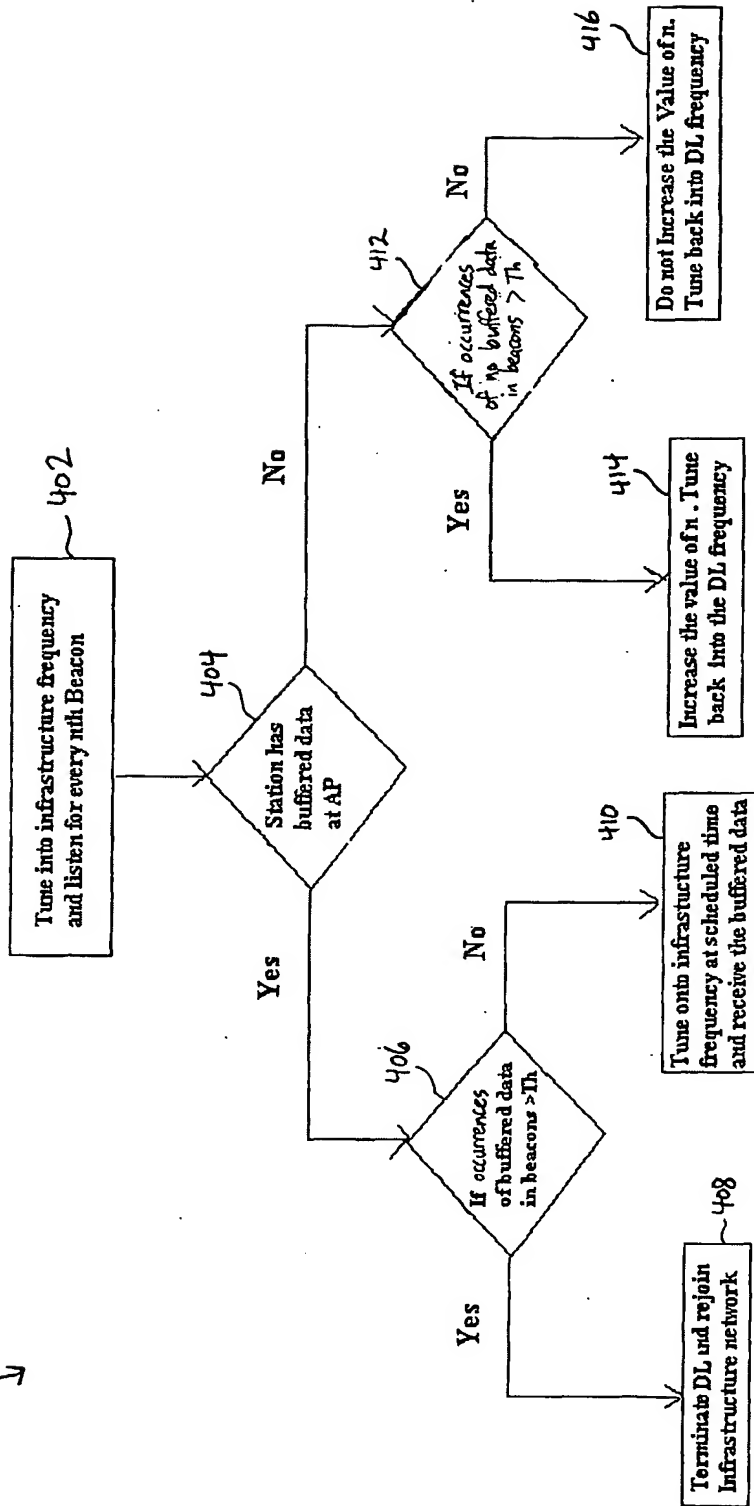 402
Tune into infrastructure frequency
and listen for every nth Beacon
404
Station has
buffered data
at AP
Yes
No
406
If occurrences
of buffered data
in beacons >Th
412
If occurrences
of no buffered data
in beacons > Th
Yes
No
Yes
No
408
Terminate DL and rejoin
Infrastructure network
410
Tune onto infrastucture
frequency at scheduled time
and receive the buffered data
414
Increase the value of n . Tune
back into the DL frequency
416
Do not Increase the Value of n.
Tune back into DL frequency